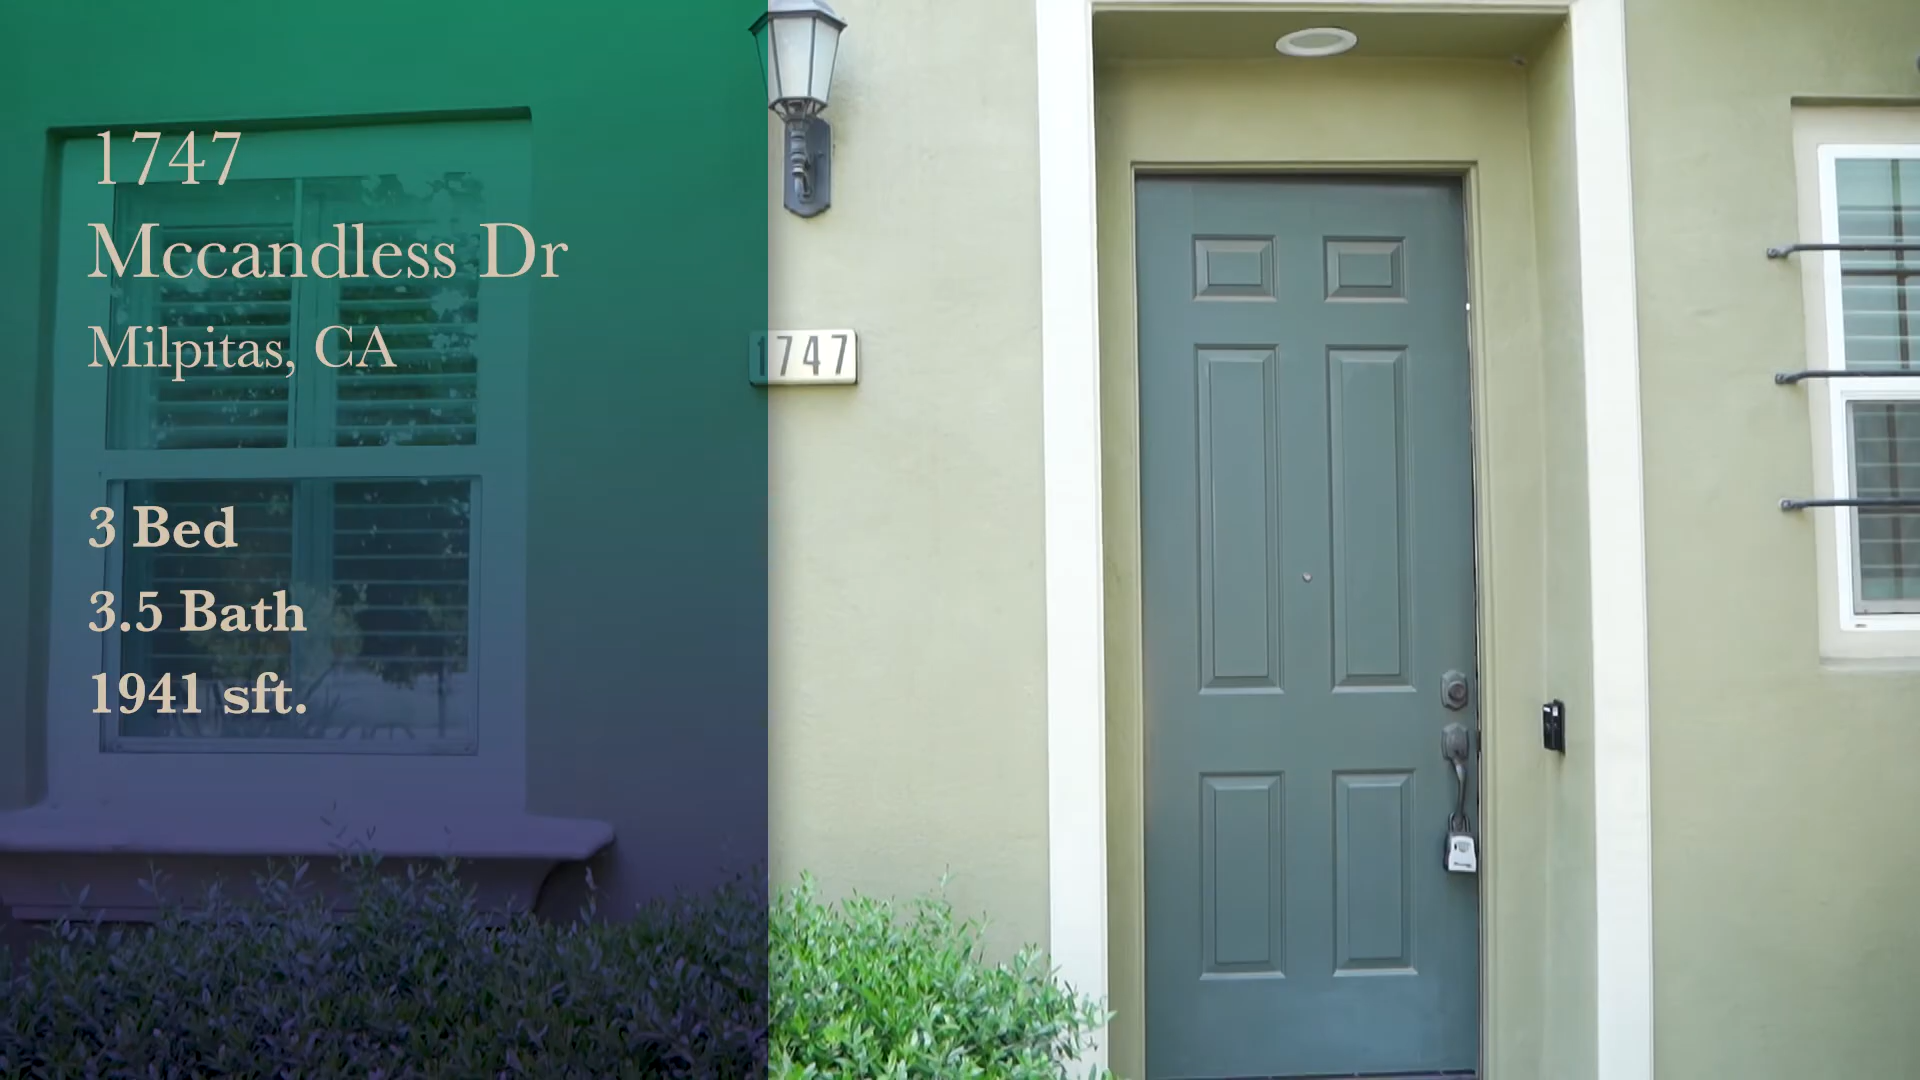 1747
Mccandless Dr
Milpitas, CA
3 Bed
3.5 Bath
1941 sft.
1747